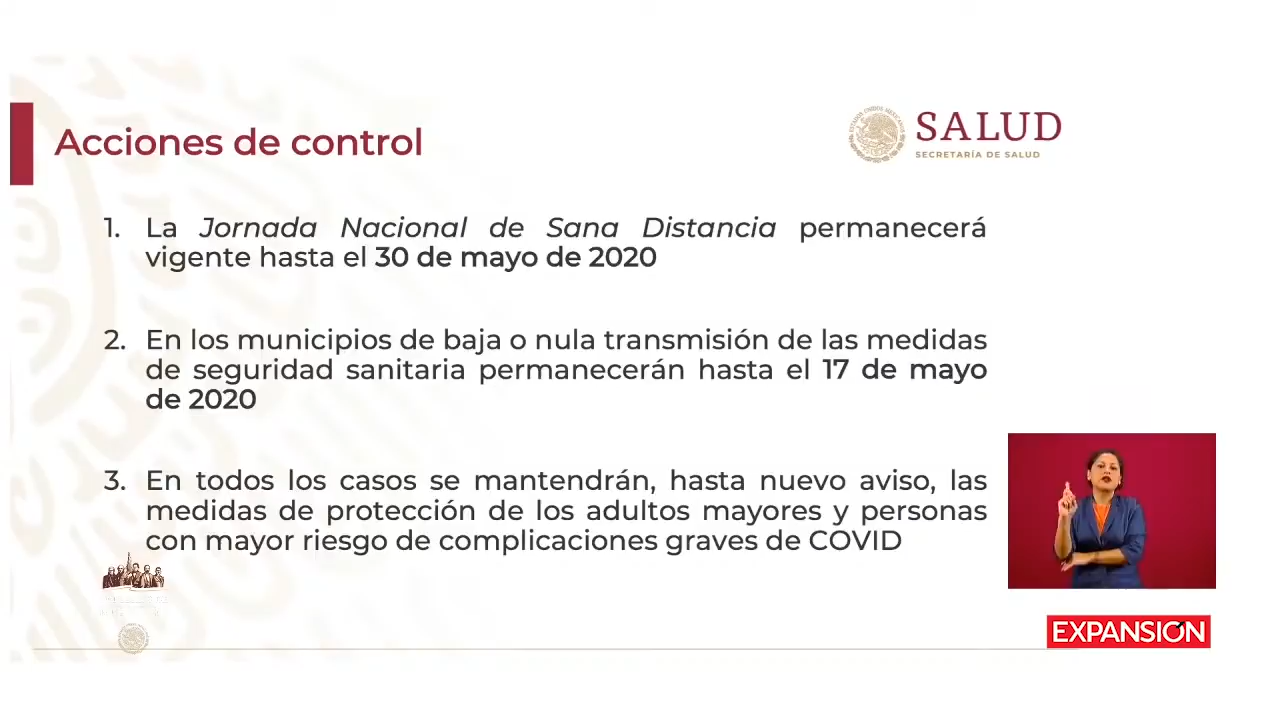 Acciones de control
SALUD
SECRETARÍA DE SALUD
1. La Jornada Nacional de Sana Distancia permanecerá
vigente hasta el 30 de mayo de 2020
2. En los municipios de baja o nula transmisión de las medidas
de seguridad sanitaria permanecerán hasta el 17 de mayo
de 2020
3. En todos los casos se mantendrán, hasta nuevo aviso, las
medidas de protección de los adultos mayores y personas
con mayor riesgo de complicaciones graves de COVID
EXPANSIÓN